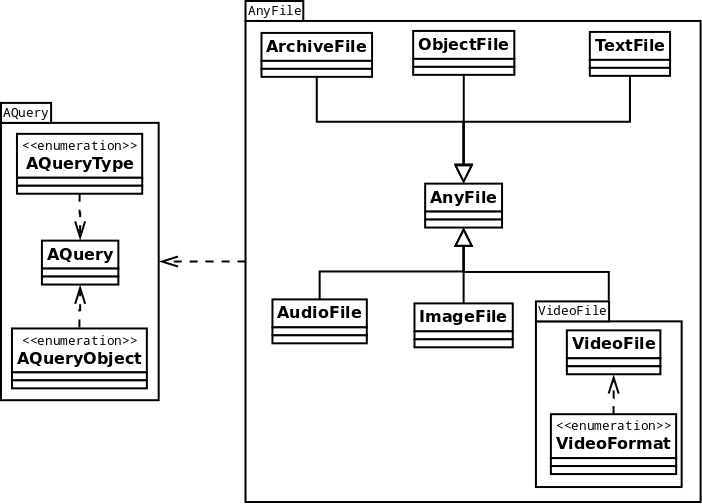 AnyFile
ArchiveFile
ObjectFile
TextFile
AnyFile
AudioFile
ImageFile
VideoFile
VideoFile
<<enumeration>>
VideoFormat
AQuery
<<enumeration>>
AQueryType
AQuery
<<enumeration>>
AQueryObject